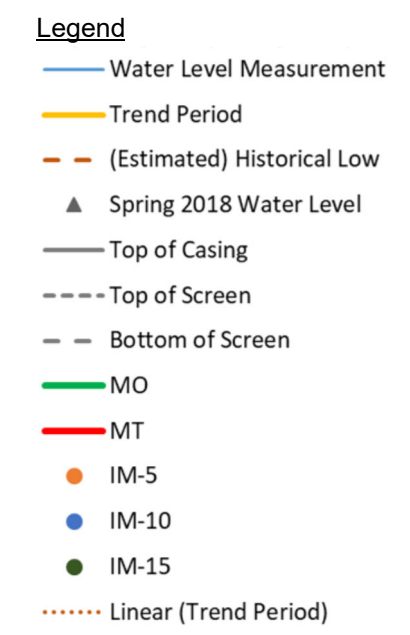 Legend
Water Level Measurement
Trend Period
(Estimated) Historical Low
Spring 2018 Water Level
Top of Casing
Top of Screen
Bottom of Screen
MO
MT
IM-5
IM-10
IM-15
Linear (Trend Period)